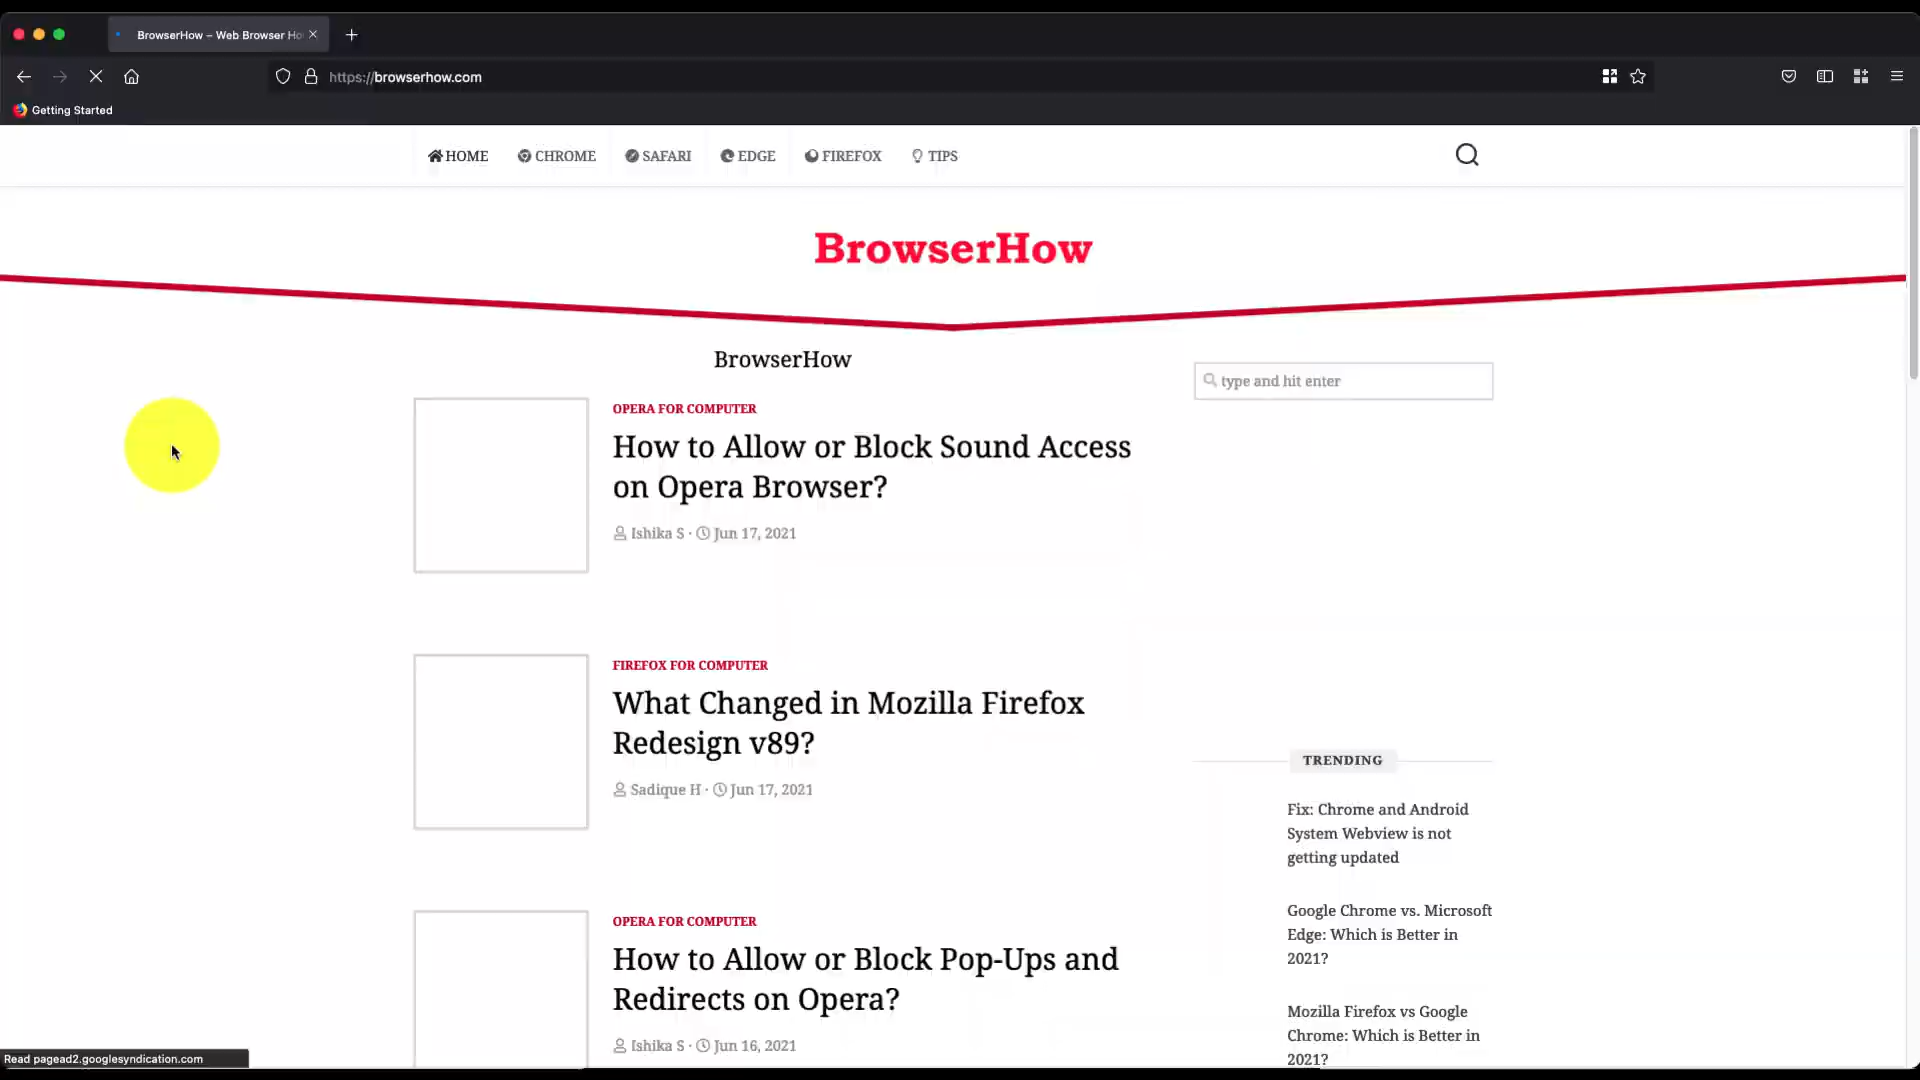 BrowserHow – Web Browser Ho
https://browserhow.com
Getting Started
HOME
CHROME
SAFARI
EDGE
FIREFOX
TIPS
BrowserHow
BrowserHow
type and hit enter
OPERA FOR COMPUTER
How to Allow or Block Sound Access
on Opera Browser?
Ishika S · Jun 17, 2021
FIREFOX FOR COMPUTER
What Changed in Mozilla Firefox
Redesign v89?
Sadique H · Jun 17, 2021
OPERA FOR COMPUTER
How to Allow or Block Pop-Ups and
Redirects on Opera?
Ishika S · Jun 16, 2021
TRENDING
Fix: Chrome and Android
System Webview is not
getting updated
Google Chrome vs. Microsoft
Edge: Which is Better in
2021?
Mozilla Firefox vs Google
Chrome: Which is Better in
2021?
Read pagead2.googlesyndication.com